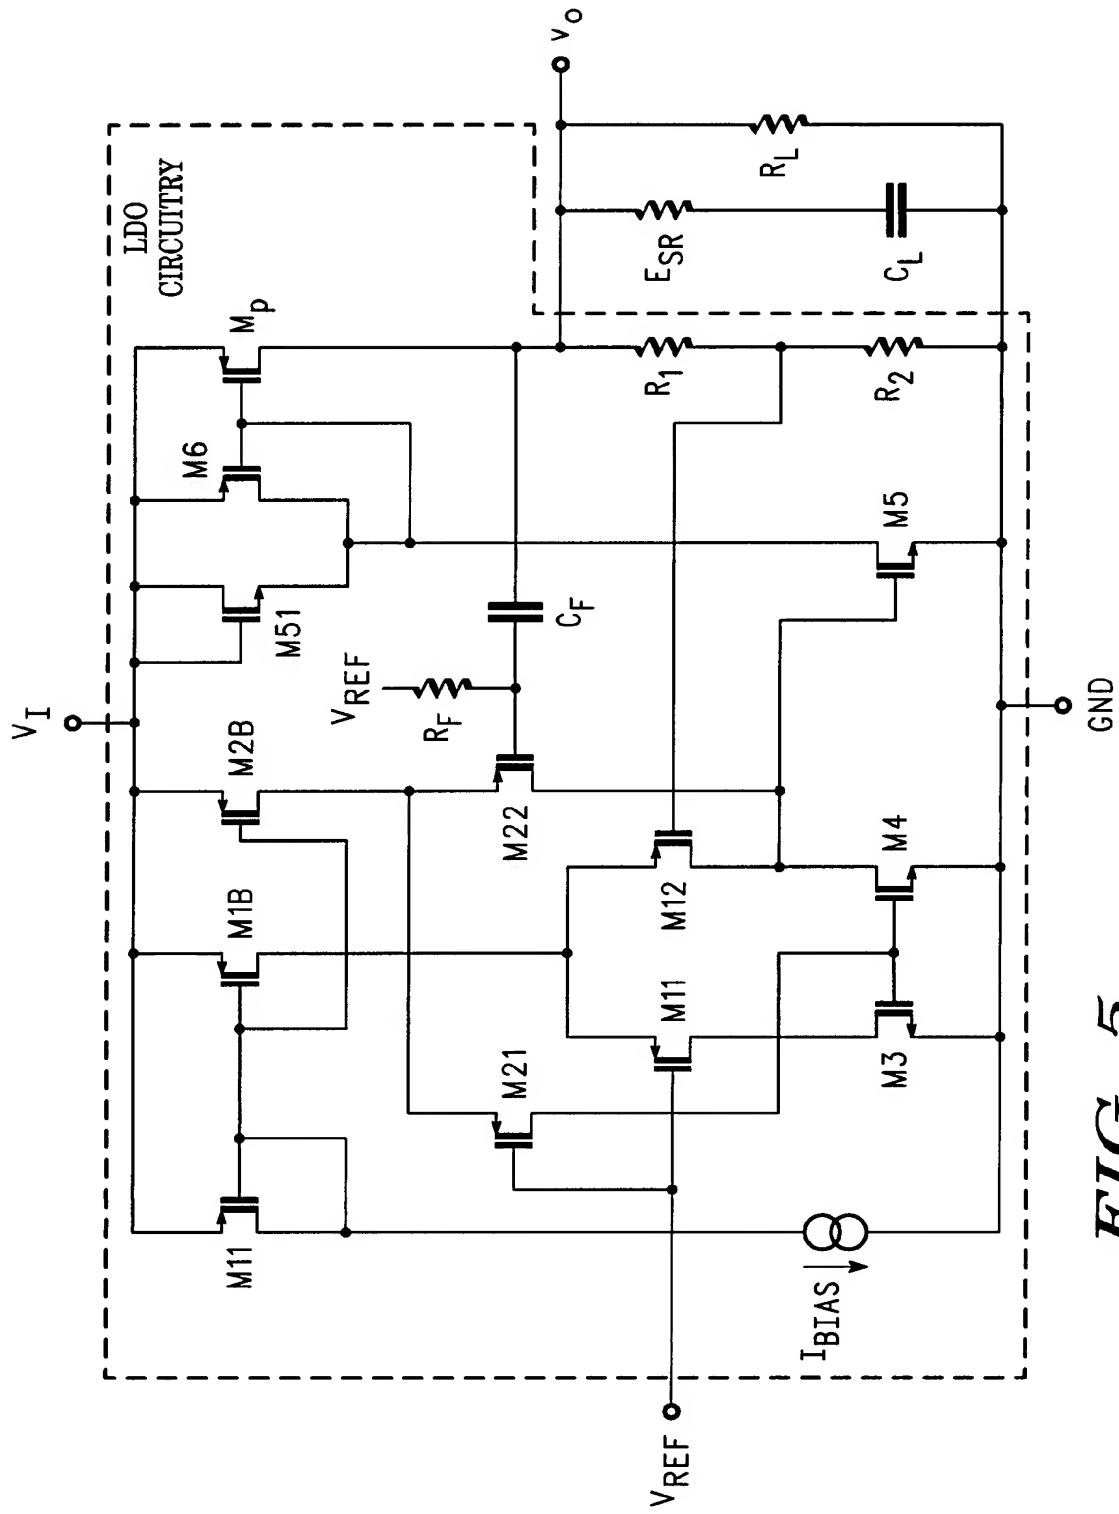 V_I
V_O
LDO
CIRCUITRY
M11
M1B
M2B
M51
M6
M_p
M21
M22
V_REF
R_F
C_F
R_1
R_2
E_SR
C_L
R_L
M11
M12
M3
M4
M5
I_BIAS
V_REF
GND
FIG. 5